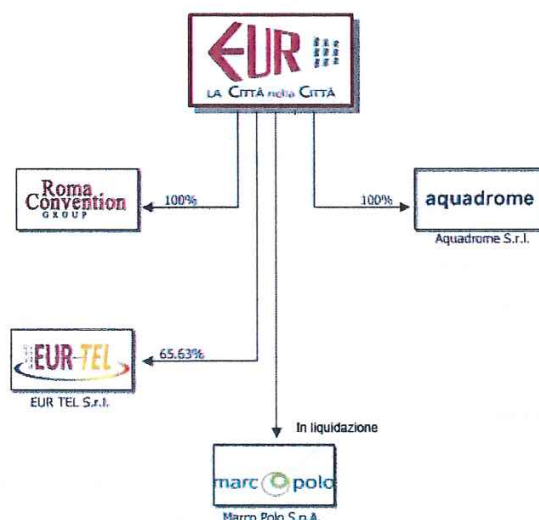 EUR
LA CITTÀ nella CITTÀ
Roma
Convention
GROUP
100%
100%
aquadrome
Aquadrome S.r.l.
EUR-TEL
65.63%
EUR TEL S.r.l.
In liquidazione
marc polo
Marco Polo S.p.A.